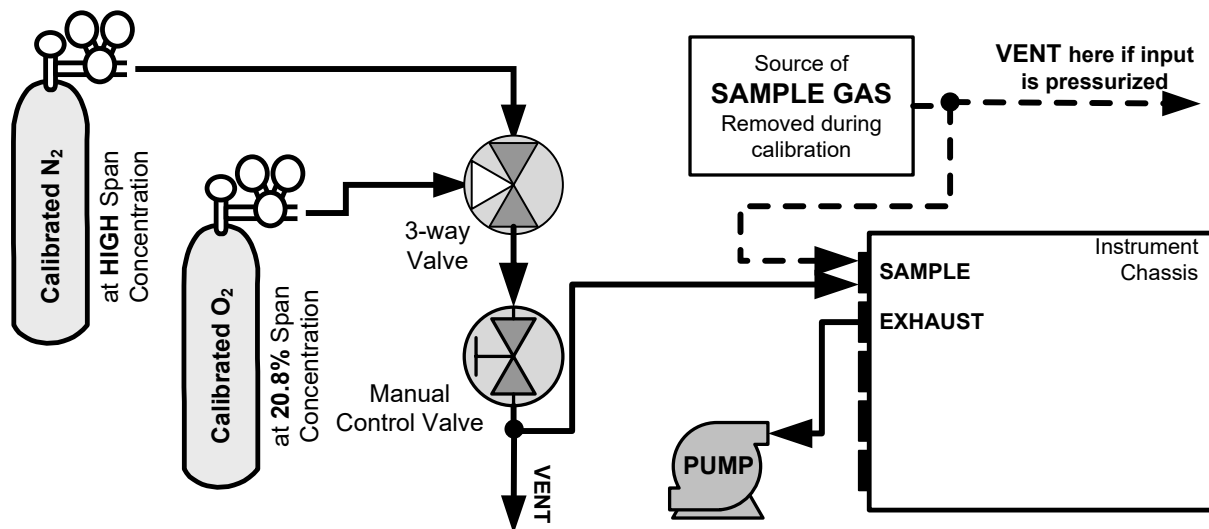 Calibrated N₂
at HIGH Span
Concentration
Calibrated O₂
at 20.8% Span
Concentration
3-way
Valve
Manual
Control Valve
VENT
Source of
SAMPLE GAS
Removed during
calibration
VENT here if input
is pressurized
SAMPLE
EXHAUST
Instrument
Chassis
PUMP